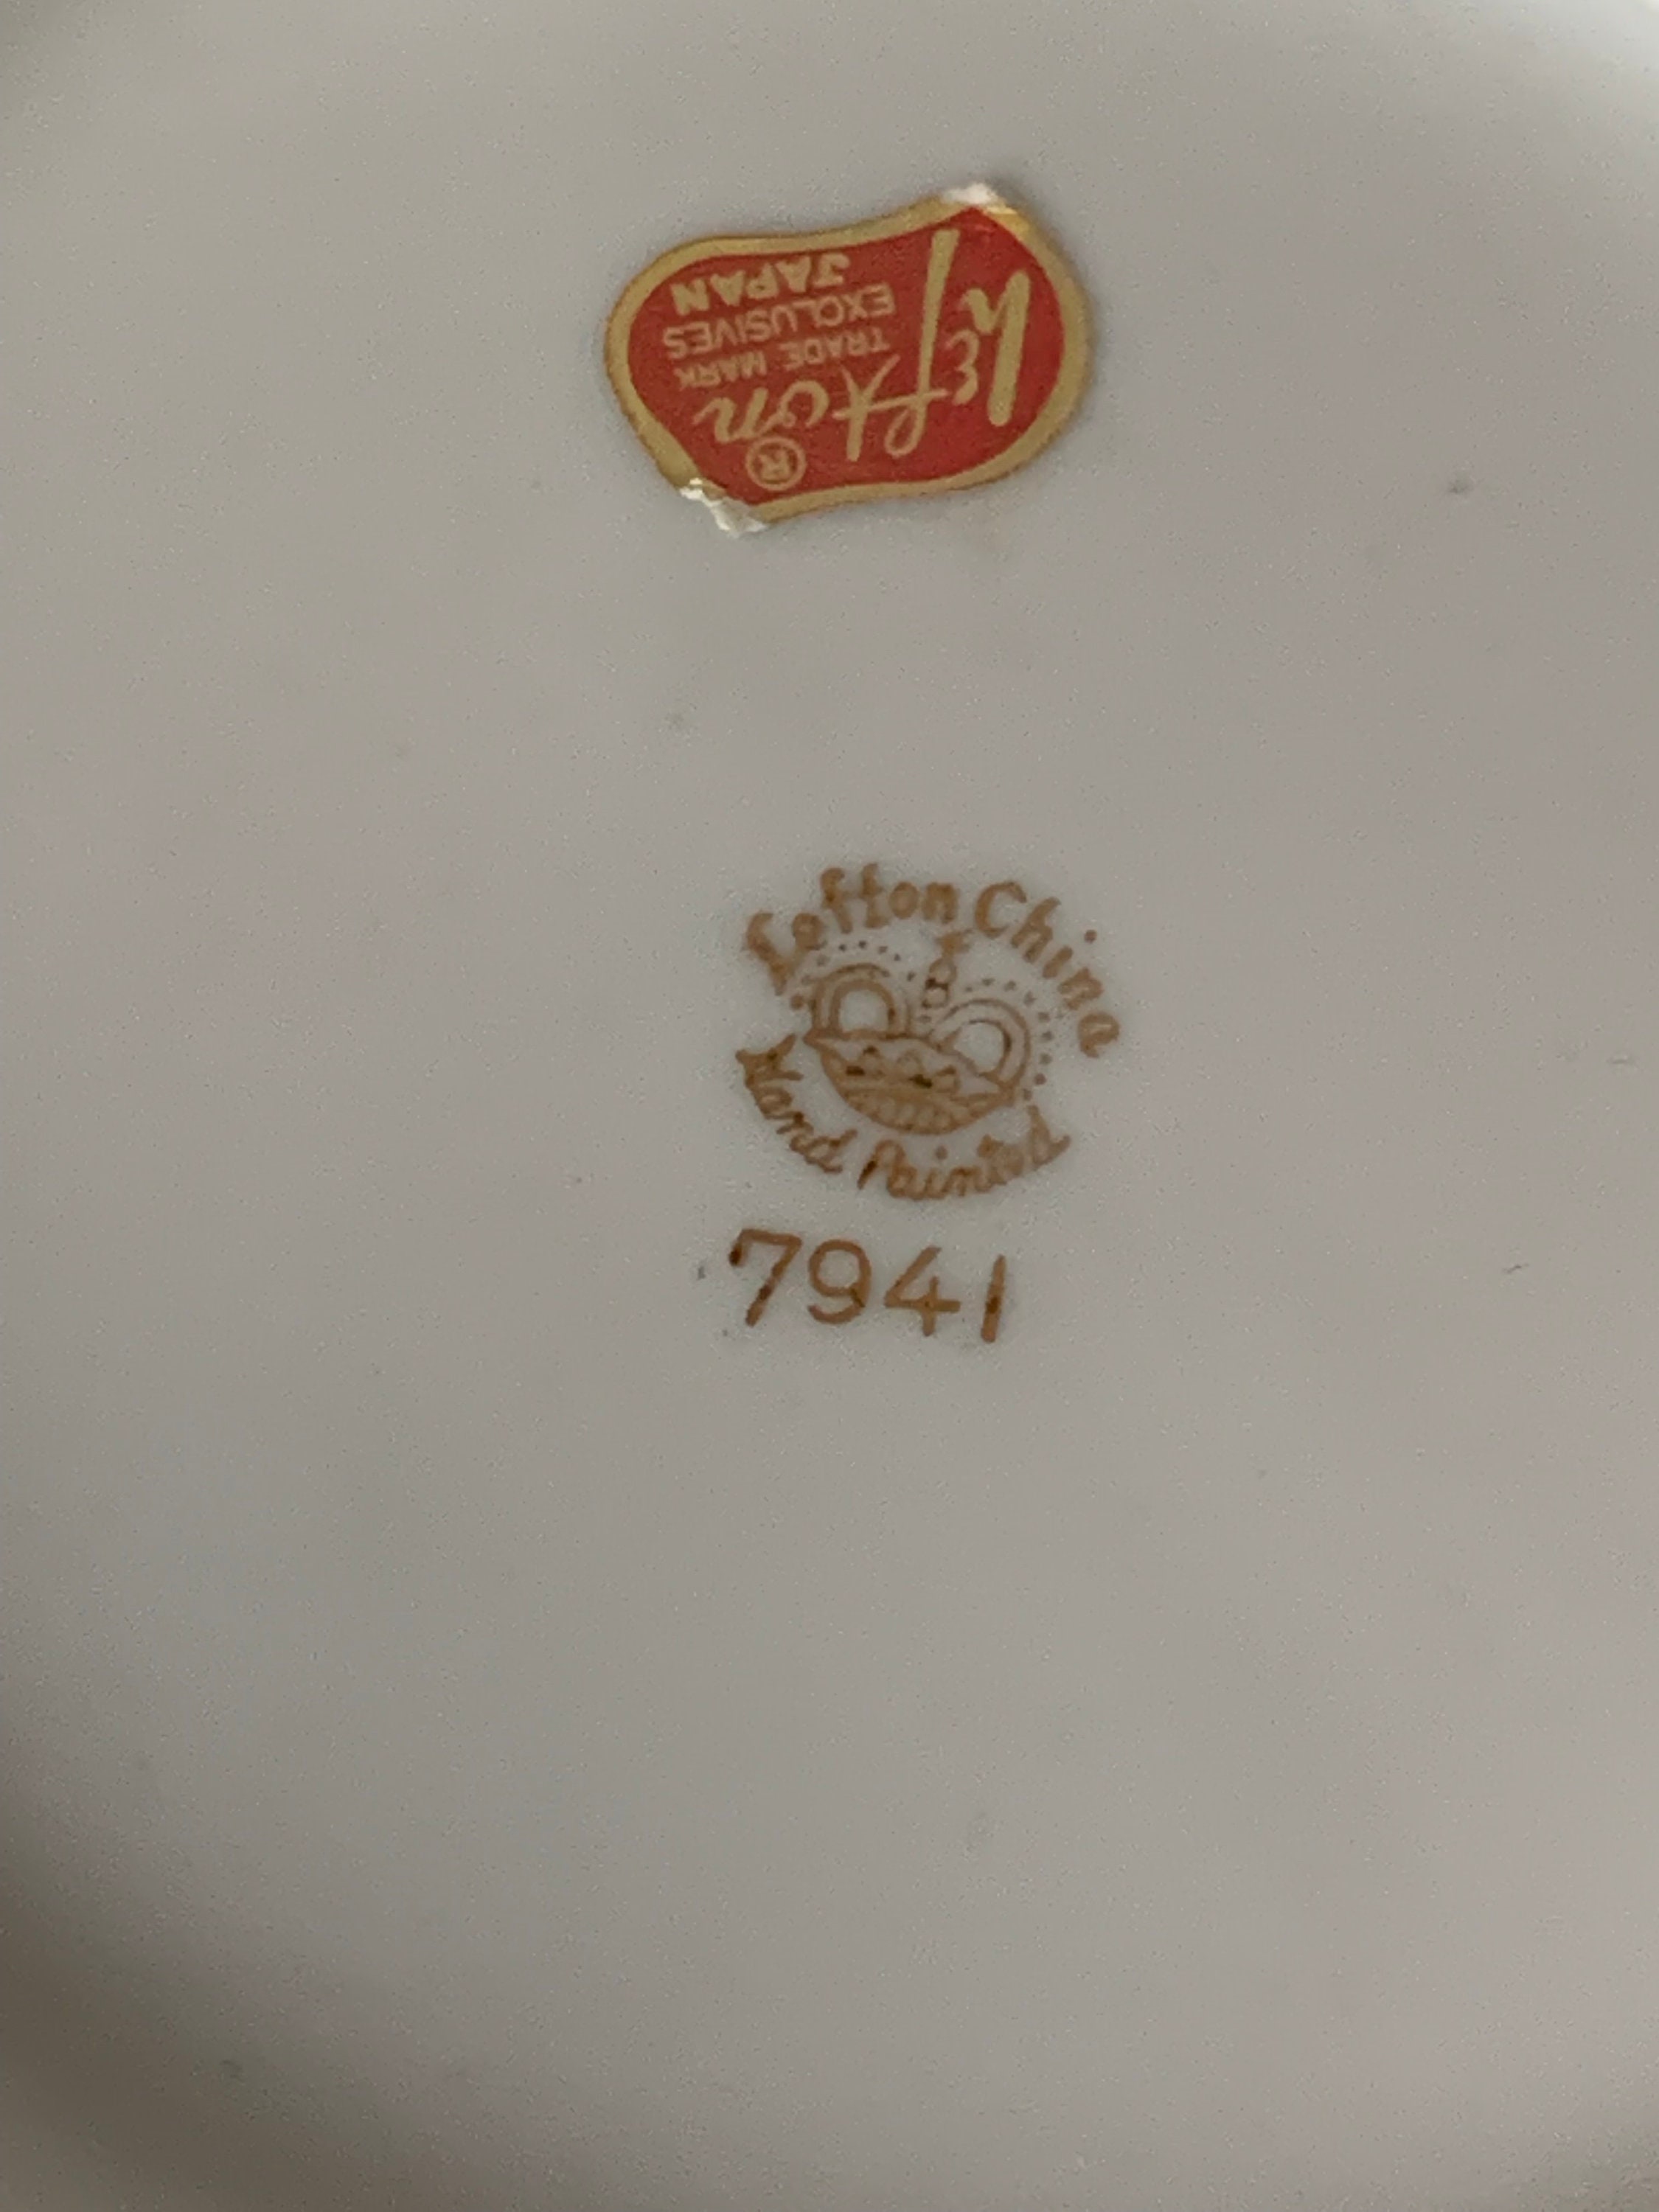 Lefton
®
TRADE MARK
EXCLUSIVES
JAPAN
Lefton China
Hand Painted
7941